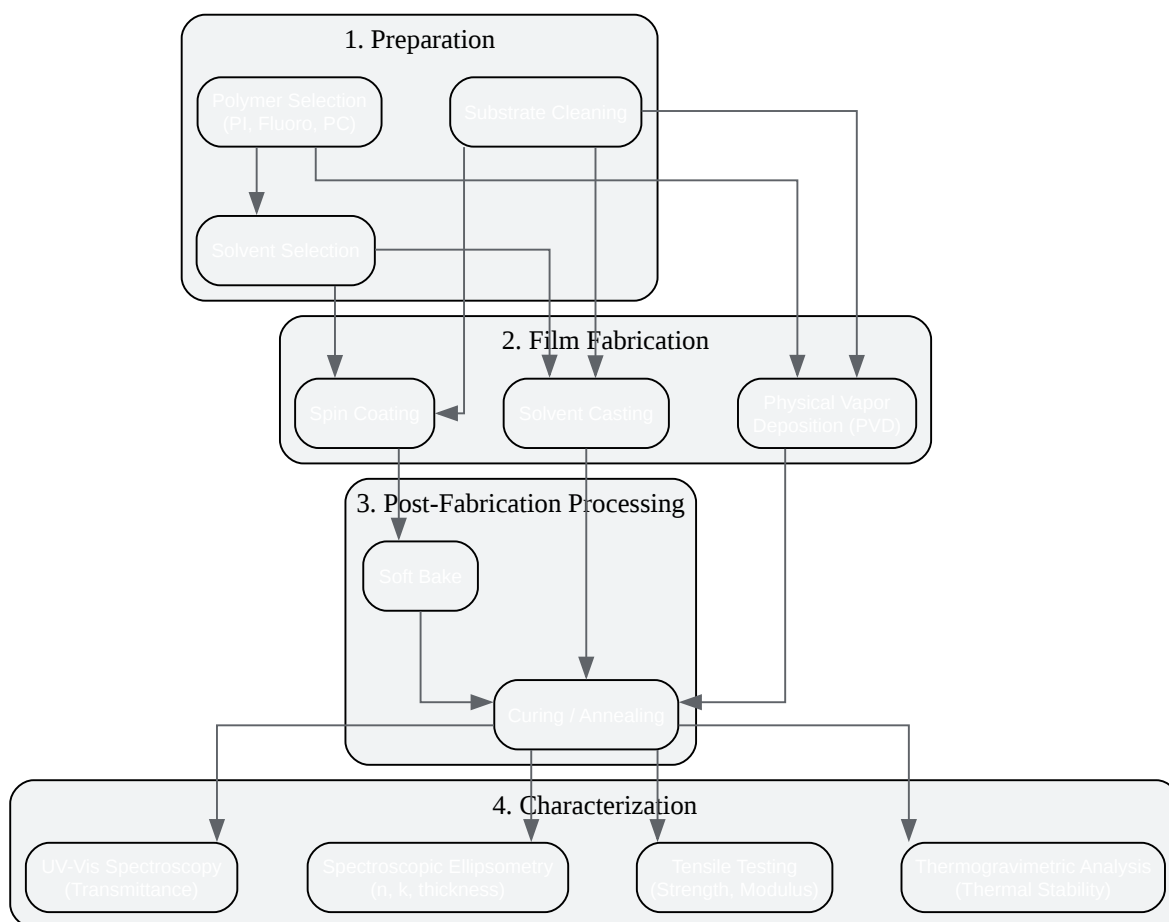 1. Preparation
Polymer Selection
(PI, Fluoro, PC)
Substrate Cleaning
Solvent Selection
2. Film Fabrication
Spin Coating
Solvent Casting
Physical Vapor
Deposition (PVD)
3. Post-Fabrication Processing
Soft Bake
Curing / Annealing
4. Characterization
UV-Vis Spectroscopy
(Transmittance)
Spectroscopic Ellipsometry
(n, k, thickness)
Tensile Testing
(Strength, Modulus)
Thermogravimetric Analysis
(Thermal Stability)